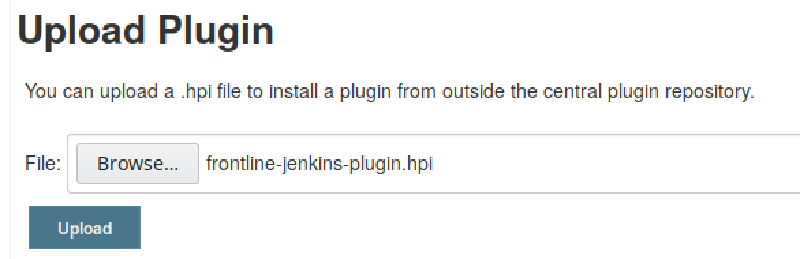 Upload Plugin
You can upload a .hpi file to install a plugin from outside the central plugin repository.
File: Browse... frontline-jenkins-plugin.hpi
Upload